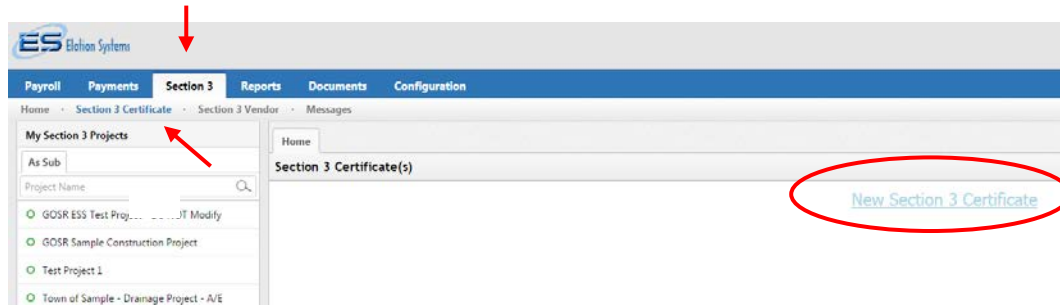 ES Elation Systems
Payroll Payments Section 3 Reports Documents Configuration
Home · Section 3 Certificate · Section 3 Vendor · Messages
My Section 3 Projects
As Sub
Project Name
GOSR ESS Test Modify
GOSR Sample Construction Project
Test Project 1
Town of Sample - Drainage Project - A/E
Home
Section 3 Certificate(s)
New Section 3 Certificate